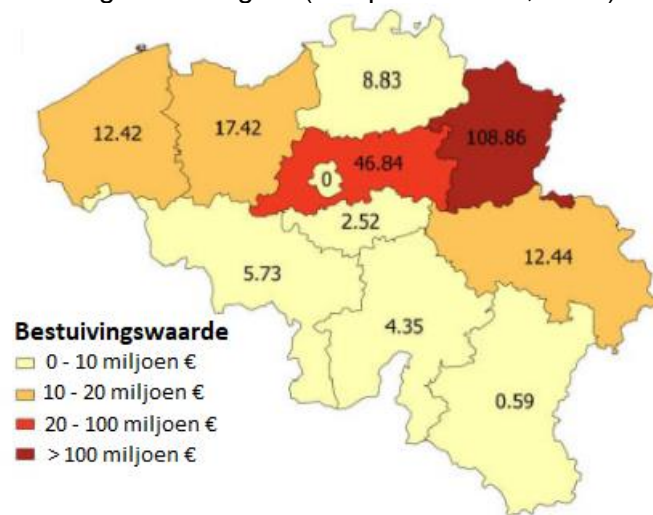 8.83
12.42
17.42
108.86
46.84
0
2.52
12.44
5.73
4.35
0.59
Bestuivingswaarde
0 - 10 miljoen €
10 - 20 miljoen €
20 - 100 miljoen €
>100 miljoen €